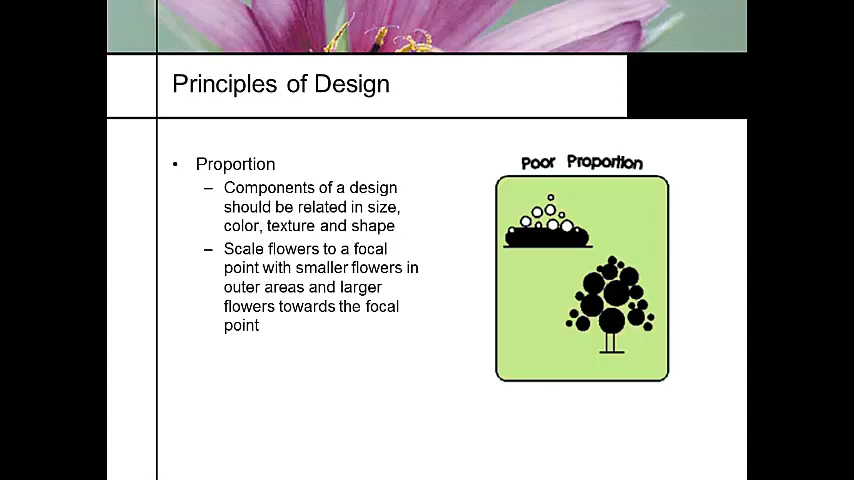 Principles of Design
• Proportion
– Components of a design
should be related in size,
color, texture and shape
– Scale flowers to a focal
point with smaller flowers in
outer areas and larger
flowers towards the focal
point
Poor Proportion